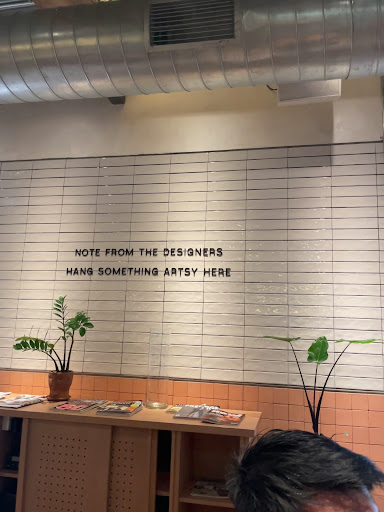 NOTE FROM THE DESIGNERS
HANG SOMETHING ARTSY HERE